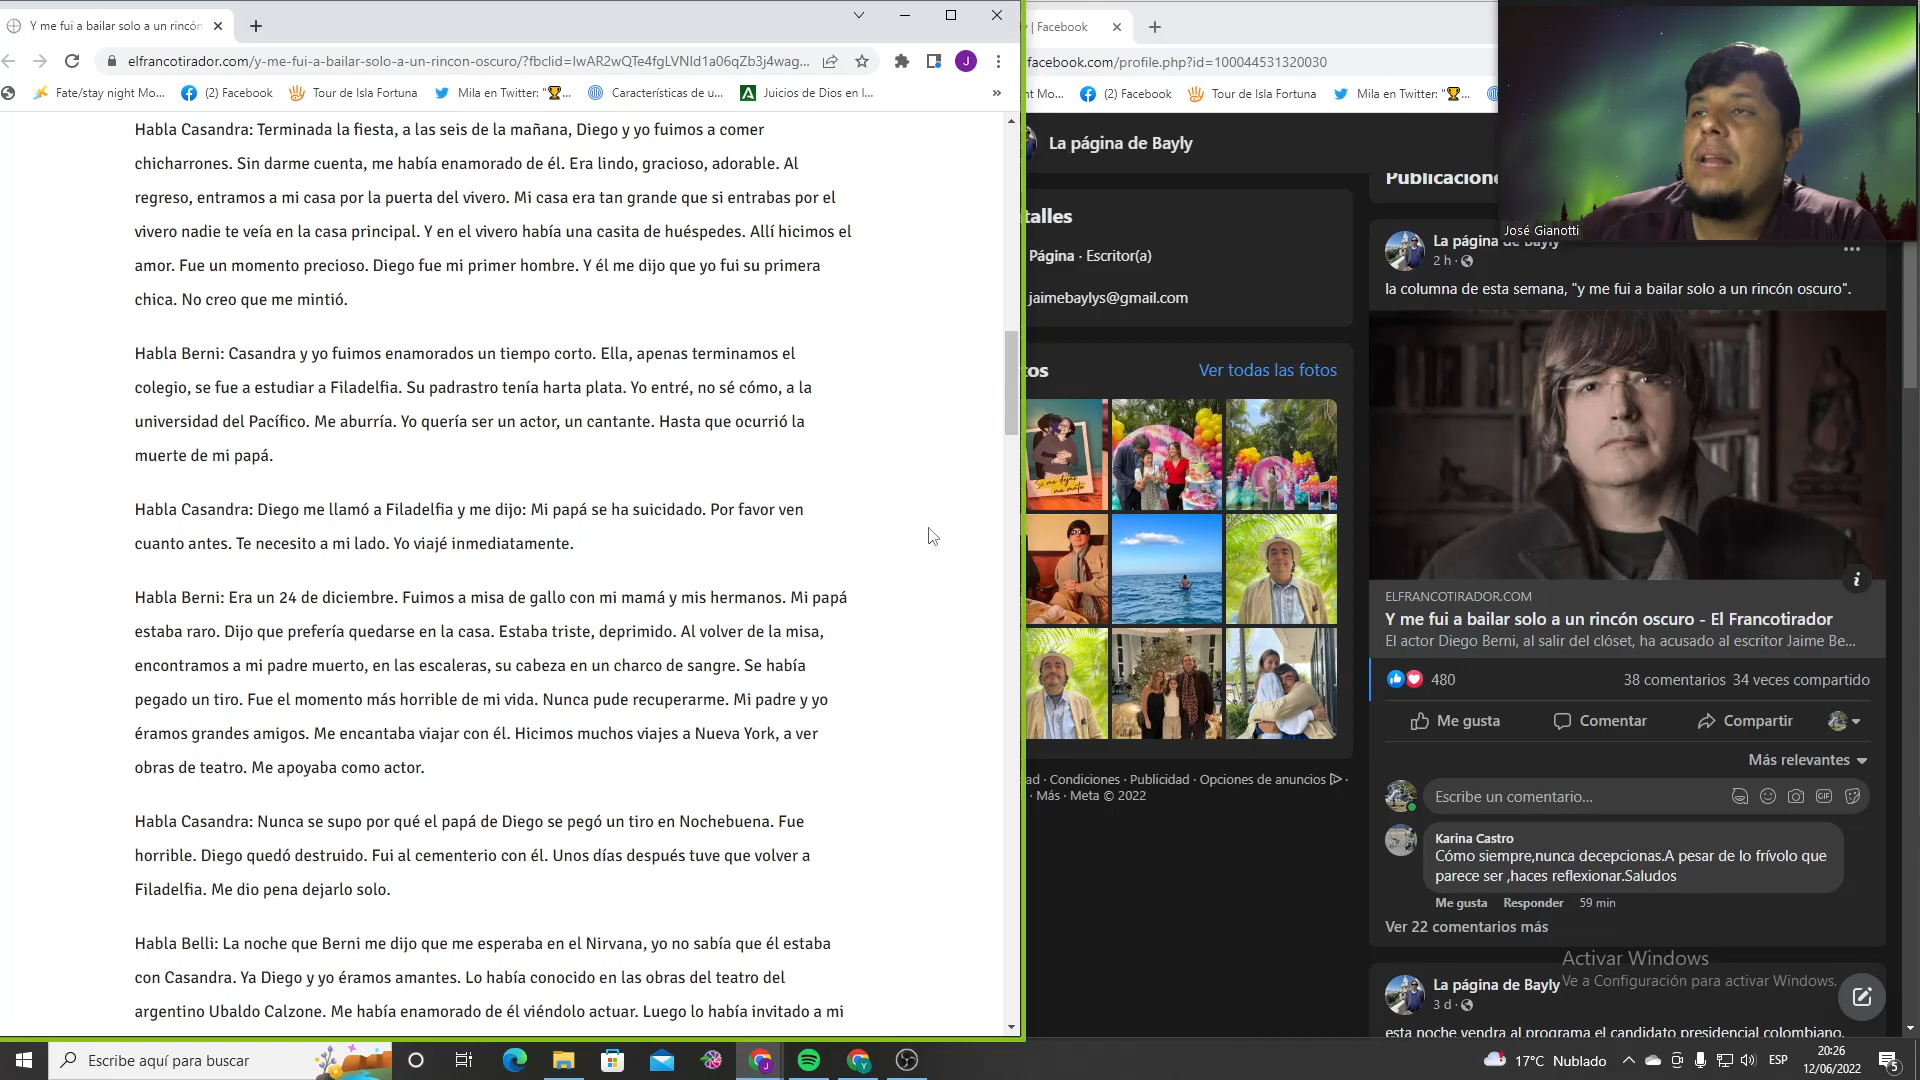 Y me fui a bailar solo a un rincón
elfrancotirador.com/y-me-fui-a-bailar-solo-a-un-rincon-oscuro/?fbclid=IwAR2wQTe4fgLVNId1a06qZb3j4wag...
J
Fate/stay night Mo...
(2) Facebook
Tour de Isla Fortuna
Mila en Twitter: "🏆...
Características de u...
Juicios de Dios en l...
»
Habla Casandra: Terminada la fiesta, a las seis de la mañana, Diego y yo fuimos a comer
chicharrones. Sin darme cuenta, me había enamorado de él. Era lindo, gracioso, adorable. Al
regreso, entramos a mi casa por la puerta del vivero. Mi casa era tan grande que si entrabas por el
vivero nadie te veía en la casa principal. Y en el vivero había una casita de huéspedes. Allí hicimos el
amor. Fue un momento precioso. Diego fue mi primer hombre. Y él me dijo que yo fui su primera
chica. No creo que me mintió.
Habla Berni: Casandra y yo fuimos enamorados un tiempo corto. Ella, apenas terminamos el
colegio, se fue a estudiar a Filadelfia. Su padrastro tenía harta plata. Yo entré, no sé cómo, a la
universidad del Pacífico. Me aburría. Yo quería ser un actor, un cantante. Hasta que ocurrió la
muerte de mi papá.
Habla Casandra: Diego me llamó a Filadelfia y me dijo: Mi papá se ha suicidado. Por favor ven
cuanto antes. Te necesito a mi lado. Yo viajé inmediatamente.
Habla Berni: Era un 24 de diciembre. Fuimos a misa de gallo con mi mamá y mis hermanos. Mi papá
estaba raro. Dijo que prefería quedarse en la casa. Estaba triste, deprimido. Al volver de la misa,
encontramos a mi padre muerto, en las escaleras, su cabeza en un charco de sangre. Se había
pegado un tiro. Fue el momento más horrible de mi vida. Nunca pude recuperarme. Mi padre y yo
éramos grandes amigos. Me encantaba viajar con él. Hicimos muchos viajes a Nueva York, a ver
obras de teatro. Me apoyaba como actor.
Habla Casandra: Nunca se supo por qué el papá de Diego se pegó un tiro en Nochebuena. Fue
horrible. Diego quedó destruido. Fui al cementerio con él. Unos días después tuve que volver a
Filadelfia. Me dio pena dejarlo solo.
Habla Belli: La noche que Berni me dijo que me esperaba en el Nirvana, yo no sabía que él estaba
con Casandra. Ya Diego y yo éramos amantes. Lo había conocido en las obras del teatro del
argentino Ubaldo Calzone. Me había enamorado de él viéndolo actuar. Luego lo había invitado a mi
| Facebook
facebook.com/profile.php?id=100044531320030
ht Mo...
(2) Facebook
Tour de Isla Fortuna
Mila en Twitter: "🏆...
La página de Bayly
talles
Página · Escritor(a)
jaimebaylys@gmail.com
tos
Ver todas las fotos
ad · Condiciones · Publicidad · Opciones de anuncios ·
· Más · Meta © 2022
José Gianotti
Publicacione
La página de Bayly
2 h ·
la columna de esta semana, "y me fui a bailar solo a un rincón oscuro".
ELFRANCOTIRADOR.COM
Y me fui a bailar solo a un rincón oscuro - El Francotirador
El actor Diego Berni, al salir del clóset, ha acusado al escritor Jaime Be...
480
38 comentarios 34 veces compartido
Me gusta
Comentar
Compartir
Más relevantes
Escribe un comentario...
GIF
Karina Castro
Cómo siempre,nunca decepcionas.A pesar de lo frívolo que
parece ser ,haces reflexionar.Saludos
Me gusta Responder 59 min
Ver 22 comentarios más
Activar Windows
Ve a Configuración para activar Windows.
La página de Bayly
3 d ·
esta noche vendra al programa el candidato presidencial colombiano,
Escribe aquí para buscar
17°C Nublado
ESP
20:26
12/06/2022
5